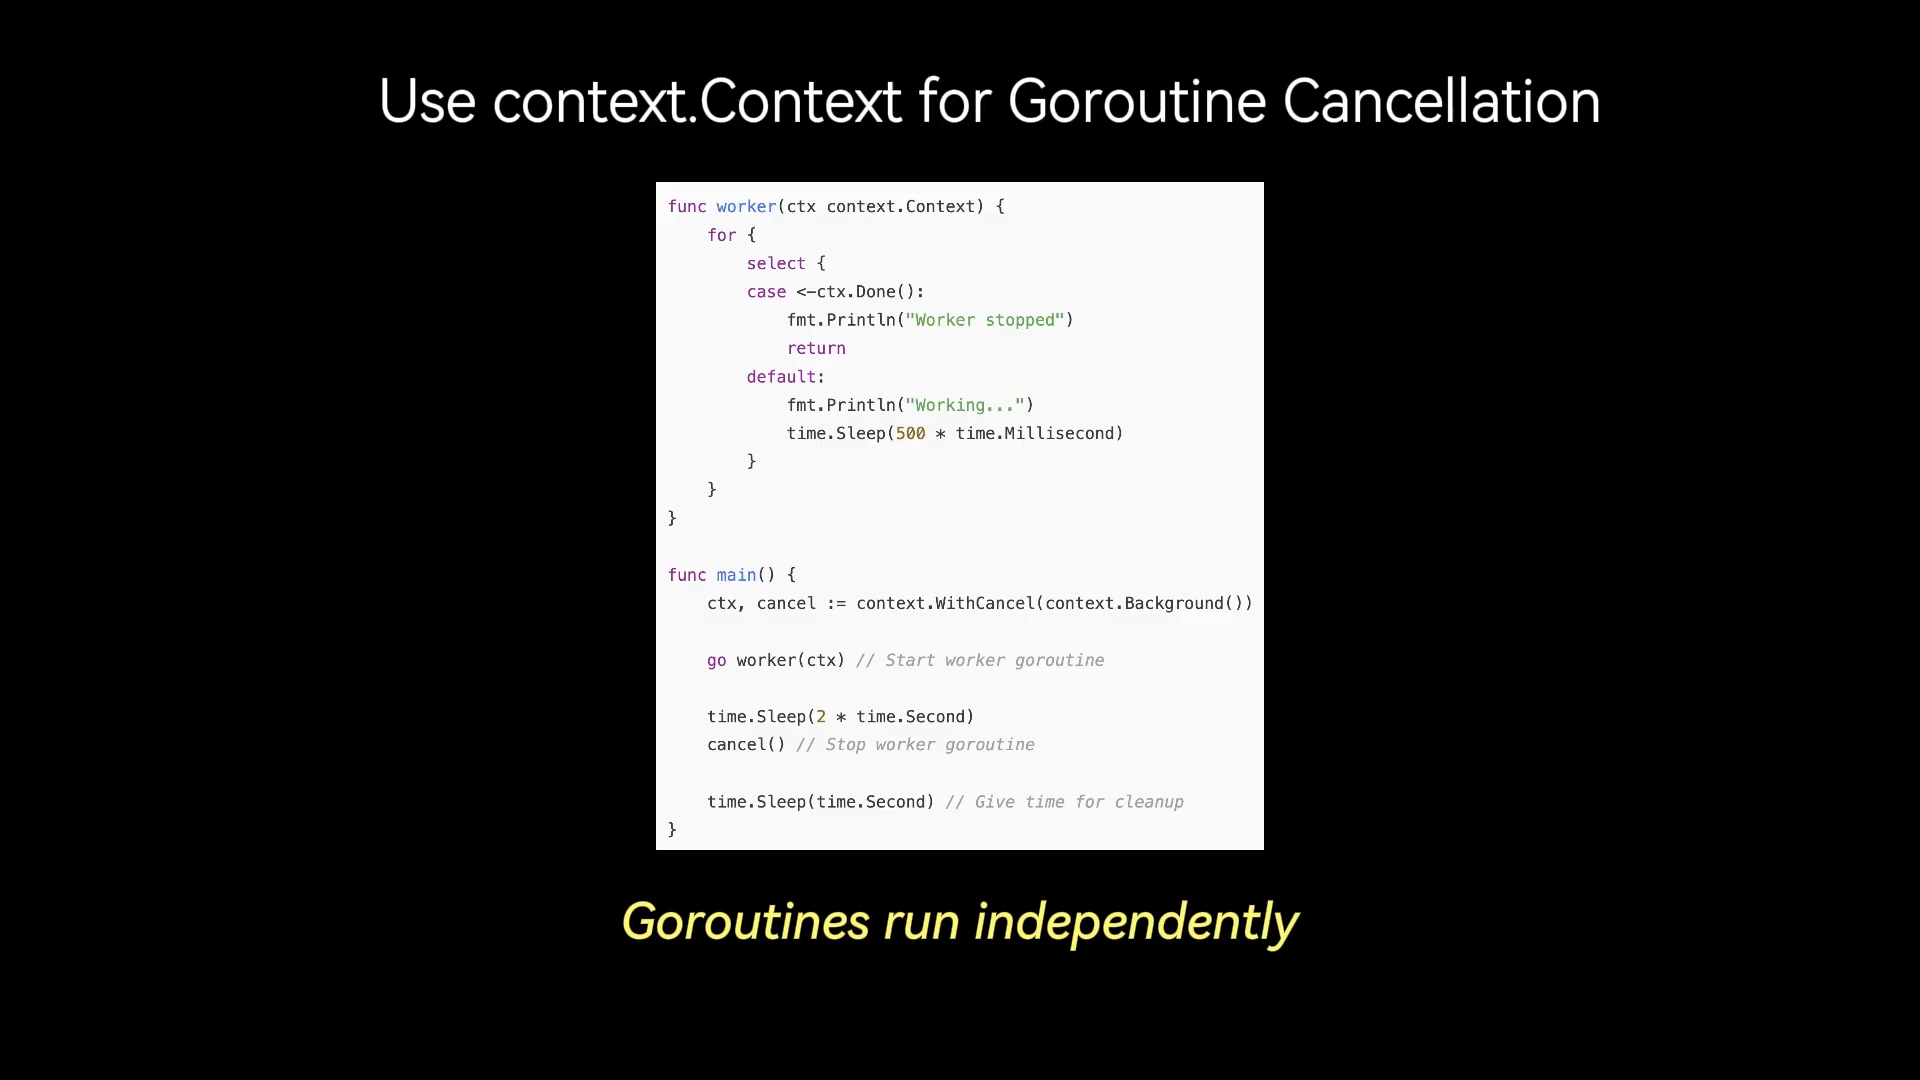 Use context.Context for Goroutine Cancellation
func worker(ctx context.Context) {
    for {
        select {
        case <-ctx.Done():
            fmt.Println("Worker stopped")
            return
        default:
            fmt.Println("Working...")
            time.Sleep(500 * time.Millisecond)
        }
    }
}
func main() {
    ctx, cancel := context.WithCancel(context.Background())
    go worker(ctx) // Start worker goroutine
    time.Sleep(2 * time.Second)
    cancel() // Stop worker goroutine
    time.Sleep(time.Second) // Give time for cleanup
}
Goroutines run independently